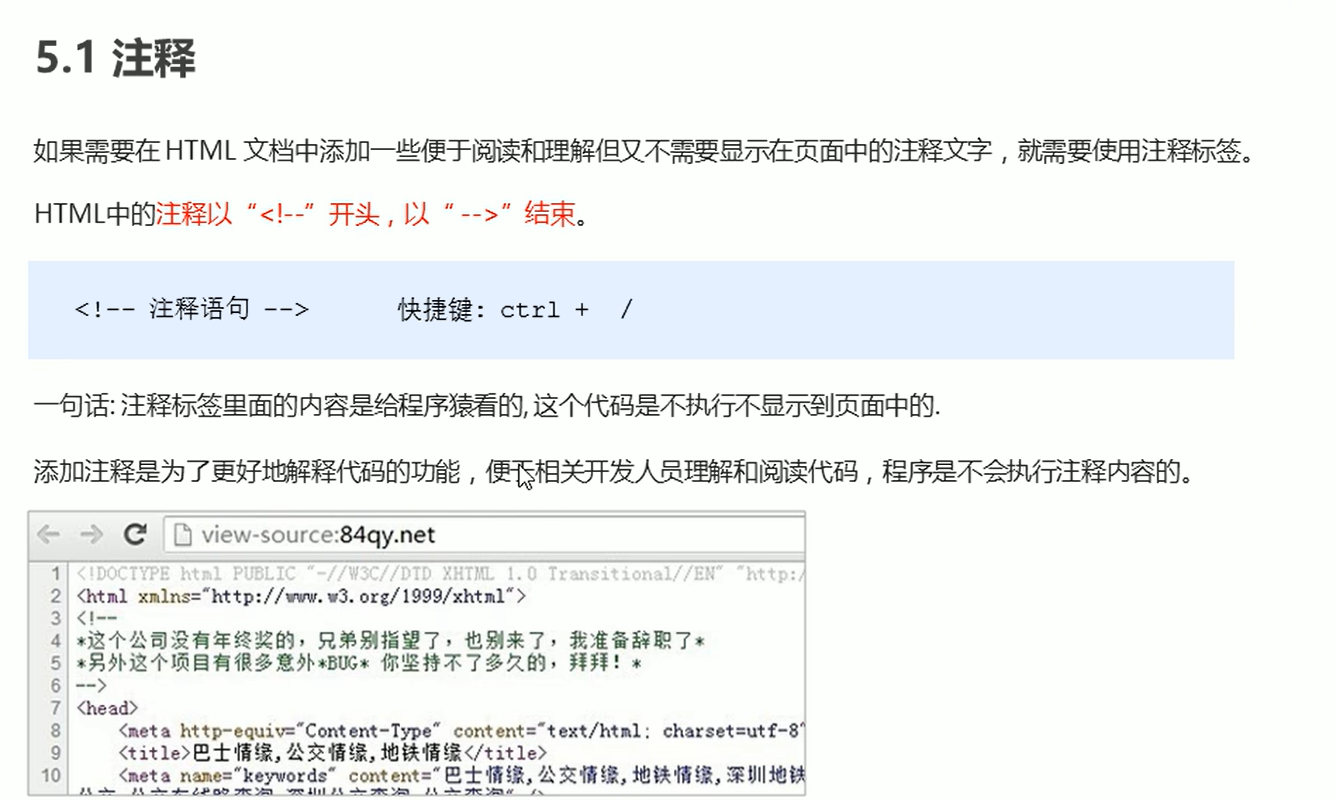 5.1 注释
如果需要在 HTML 文档中添加一些便于阅读和理解但又不需要显示在页面中的注释文字，就需要使用注释标签。
HTML中的注释以“<!--”开头，以“ -->”结束。
<!-- 注释语句 --> 快捷键: ctrl + /
一句话: 注释标签里面的内容是给程序猿看的, 这个代码是不执行不显示到页面中的.
添加注释是为了更好地解释代码的功能，便于相关开发人员理解和阅读代码，程序是不会执行注释内容的。
view-source:84qy.net
1 <!DOCTYPE html PUBLIC "-//W3C//DTD XHTML 1.0 Transitional//EN" "http:/
2 <html xmlns="http://www.w3.org/1999/xhtml">
3 <!--
4 *这个公司没有年终奖的，兄弟别指望了，也别来了，我准备辞职了*
5 *另外这个项目有很多意外*BUG* 你坚持不了多久的，拜拜！*
6 -->
7 <head>
8 <meta http-equiv="Content-Type" content="text/html; charset=utf-8"
9 <title>巴士情缘,公交情缘,地铁情缘</title>
10 <meta name="keywords" content="巴士情缘,公交情缘,地铁情缘,深圳地铁